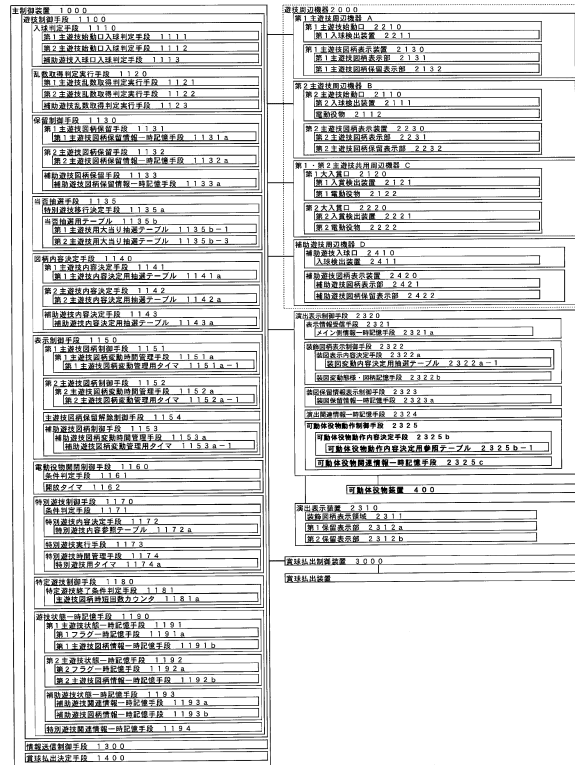 主制御装置 1000
遊技制御手段 1100
入球判定手段 1110
第1主遊技始動口入球判定手段 1111
第2主遊技始動口入球判定手段 1112
補助遊技入球口入球判定手段 1113
乱数取得判定実行手段 1120
第1主遊技乱数取得判定実行手段 1121
第2主遊技乱数取得判定実行手段 1122
補助遊技乱数取得判定実行手段 1123
保留制御手段 1130
第1主遊技図柄保留手段 1131
第1主遊技図柄保留情報一時記憶手段 1131a
第2主遊技図柄保留手段 1132
第2主遊技図柄保留情報一時記憶手段 1132a
補助遊技図柄保留手段 1133
補助遊技図柄保留情報一時記憶手段 1133a
当否抽選手段 1135
特別遊技移行決定手段 1135a
当否抽選用テーブル 1135b
第1主遊技用大当り抽選テーブル 1135b-1
第2主遊技用大当り抽選テーブル 1135b-3
図柄内容決定手段 1140
第1主遊技内容決定手段 1141
第1主遊技内容決定用抽選テーブル 1141a
第2主遊技内容決定手段 1142
第2主遊技内容決定用抽選テーブル 1142a
補助遊技内容決定手段 1143
補助遊技内容決定用抽選テーブル 1143a
表示制御手段 1150
第1主遊技図柄制御手段 1151
第1主遊技図柄変動時間管理手段 1151a
第1主遊技図柄変動管理用タイマ 1151a-1
第2主遊技図柄制御手段 1152
第2主遊技図柄変動時間管理手段 1152a
第2主遊技図柄変動管理用タイマ 1152a-1
主遊技図柄保留解除制御手段 1154
補助遊技図柄制御手段 1153
補助遊技図柄変動時間管理手段 1153a
補助遊技図柄変動管理用タイマ 1153a-1
電動役物開閉制御手段 1160
条件判定手段 1161
開放タイマ 1162
特別遊技制御手段 1170
条件判定手段 1171
特別遊技内容決定手段 1172
特別遊技内容参照テーブル 1172a
特別遊技実行手段 1173
特別遊技時間管理手段 1174
特別遊技用タイマ 1174a
特定遊技制御手段 1180
特定遊技終了条件判定手段 1181
主遊技図柄時短回数カウンタ 1181a
遊技状態一時記憶手段 1190
第1主遊技状態一時記憶手段 1191
第1フラグ一時記憶手段 1191a
第1主遊技図柄情報一時記憶手段 1191b
第2主遊技状態一時記憶手段 1192
第2フラグ一時記憶手段 1192a
第2主遊技図柄情報一時記憶手段 1192b
補助遊技状態一時記憶手段 1193
補助遊技関連情報一時記憶手段 1193a
補助遊技図柄情報一時記憶手段 1193b
特別遊技関連情報一時記憶手段 1194
情報送信制御手段 1300
賞球払出決定手段 1400
遊技周辺機器2000
第1主遊技周辺機器 A
第1主遊技始動口 2210
第1入球検出装置 2211
第1主遊技図柄表示装置 2130
第1主遊技図柄表示部 2131
第1主遊技図柄保留表示部 2132
第2主遊技周辺機器 B
第2主遊技始動口 2110
第2入球検出装置 2111
電動役物 2112
第2主遊技図柄表示装置 2230
第2主遊技図柄表示部 2231
第2主遊技図柄保留表示部 2232
第1・第2主遊技共用周辺機器 C
第1大入賞口 2120
第1入賞検出装置 2121
第1電動役物 2122
第2大入賞口 2220
第2入賞検出装置 2221
第2電動役物 2222
補助遊技周辺機器 D
補助遊技入球口 2410
入球検出装置 2411
補助遊技図柄表示装置 2420
補助遊技図柄表示部 2421
補助遊技図柄保留表示部 2422
演出表示制御手段 2320
表示情報受信手段 2321
メイン側情報一時記憶手段 2321a
装飾図柄表示制御手段 2322
装図表示内容決定手段 2322a
装図変動内容決定用抽選テーブル 2322a-1
装図変動態様・図柄記憶手段 2322b
装図保留情報表示制御手段 2323
装図保留情報一時記憶手段 2323a
演出関連情報一時記憶手段 2324
可動体役物動作制御手段 2325
可動体役物動作内容決定手段 2325b
可動体役物動作内容決定用参照テーブル 2325b-1
可動体役物関連情報一時記憶手段 2325c
可動体役物装置 400
演出表示装置 2310
装飾図柄表示領域 2311
第1保留表示部 2312a
第2保留表示部 2312b
賞球払出制御装置 3000
賞球払出装置